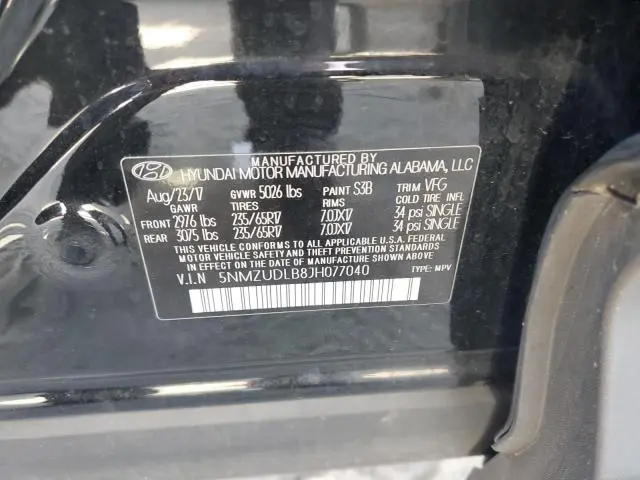 MANUFACTURED BY
HYUNDAI MOTOR MANUFACTURING ALABAMA, LLC
Aug/23/17 GVWR 5026 lbs PAINT S3B TRIM VFG
GAWR TIRES RIMS COLD TIRE INFL
FRONT 2976 lbs 235/65R17 7.0JX17 34 psi SINGLE
REAR 3075 lbs 235/65R17 7.0JX17 34 psi SINGLE
THIS VEHICLE CONFORMS TO ALL APPLICABLE U.S.A. FEDERAL
MOTOR VEHICLE SAFETY STANDARDS IN EFFECT ON THE
DATE OF MANUFACTURE SHOWN ABOVE.
V.I.N 5NMZUDLB8JH077040 TYPE: MPV